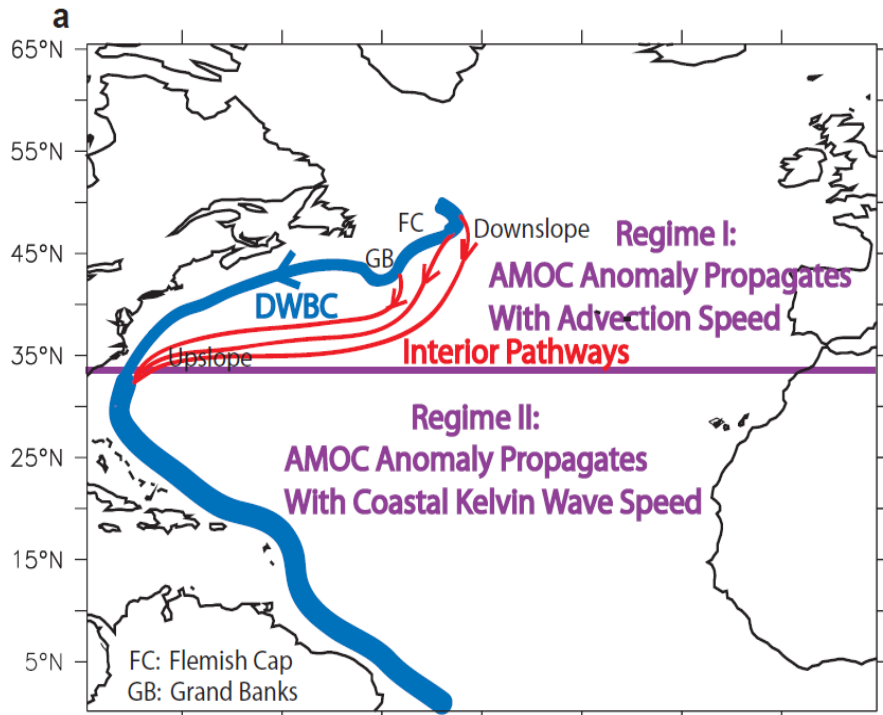 a
65°N
55°N
45°N
35°N
25°N
15°N
5°N
FC
Downslope
GB
DWBC
Regime I:
AMOC Anomaly Propagates
With Advection Speed
Upslope
Interior Pathways
Regime II:
AMOC Anomaly Propagates
With Coastal Kelvin Wave Speed
FC: Flemish Cap
GB: Grand Banks